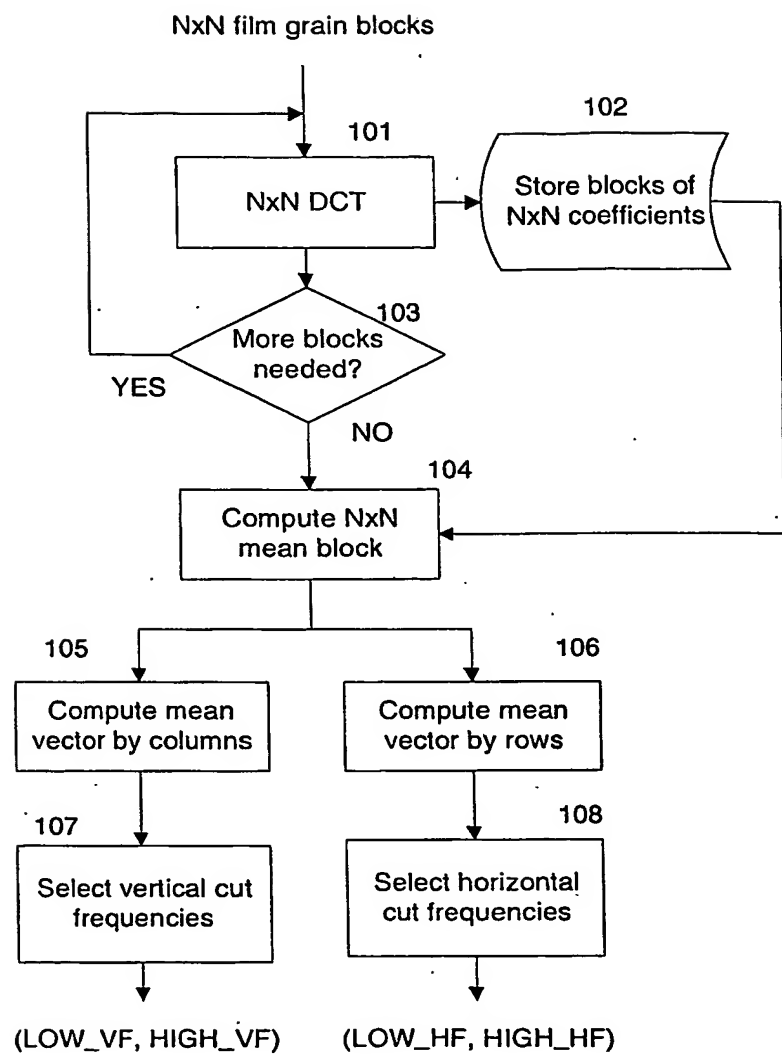 NxN film grain blocks
101
102
NxN DCT
Store blocks of
NxN coefficients
103
More blocks
needed?
YES
NO
104
Compute NxN
mean block
105
106
Compute mean
vector by columns
Compute mean
vector by rows
107
108
Select vertical cut
frequencies
Select horizontal
cut frequencies
(LOW_VF, HIGH_VF)
(LOW_HF, HIGH_HF)